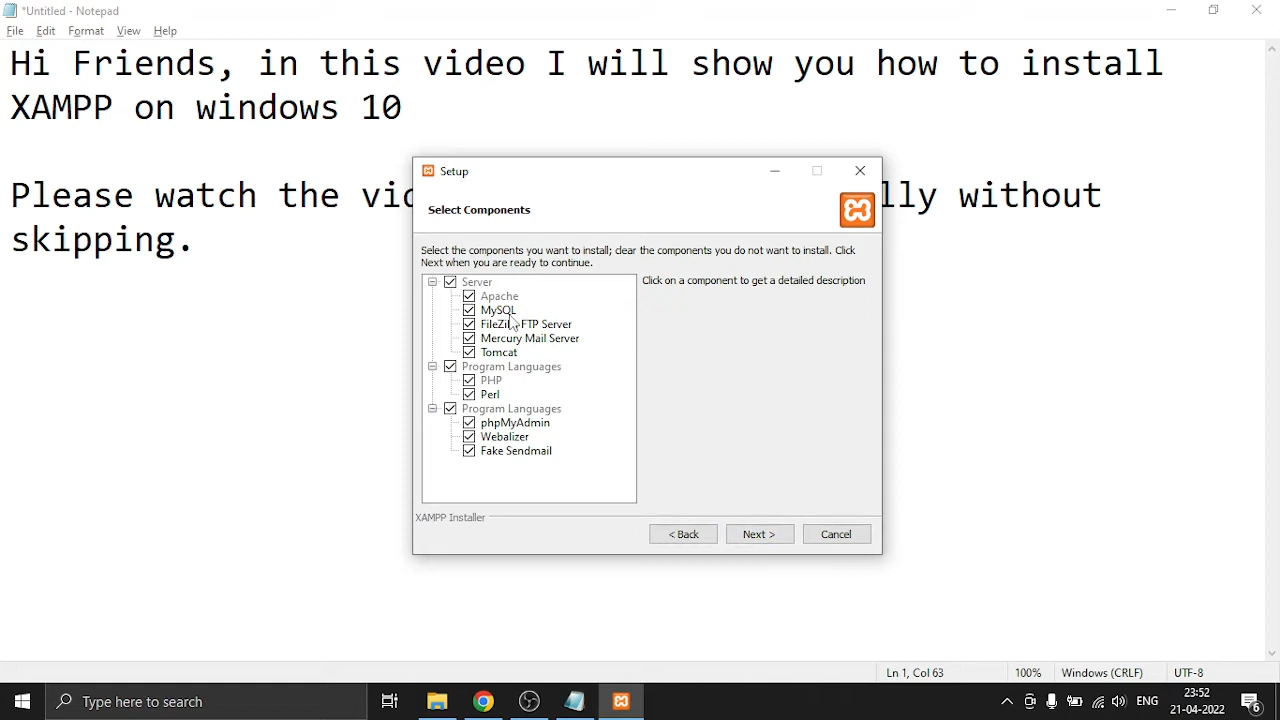 *Untitled - Notepad
File Edit Format View Help
Hi Friends, in this video I will show you how to install
XAMPP on windows 10
Please watch the vid
lly without
skipping.
Setup
Select Components
Select the components you want to install; clear the components you do not want to install. Click
Next when you are ready to continue.
Server
Apache
MySQL
FileZil FTP Server
Mercury Mail Server
Tomcat
Program Languages
PHP
Perl
Program Languages
phpMyAdmin
Webalizer
Fake Sendmail
Click on a component to get a detailed description
XAMPP Installer
< Back Next > Cancel
Ln 1, Col 63 100% Windows (CRLF) UTF-8
Type here to search
ENG
23:52
21-04-2022
6